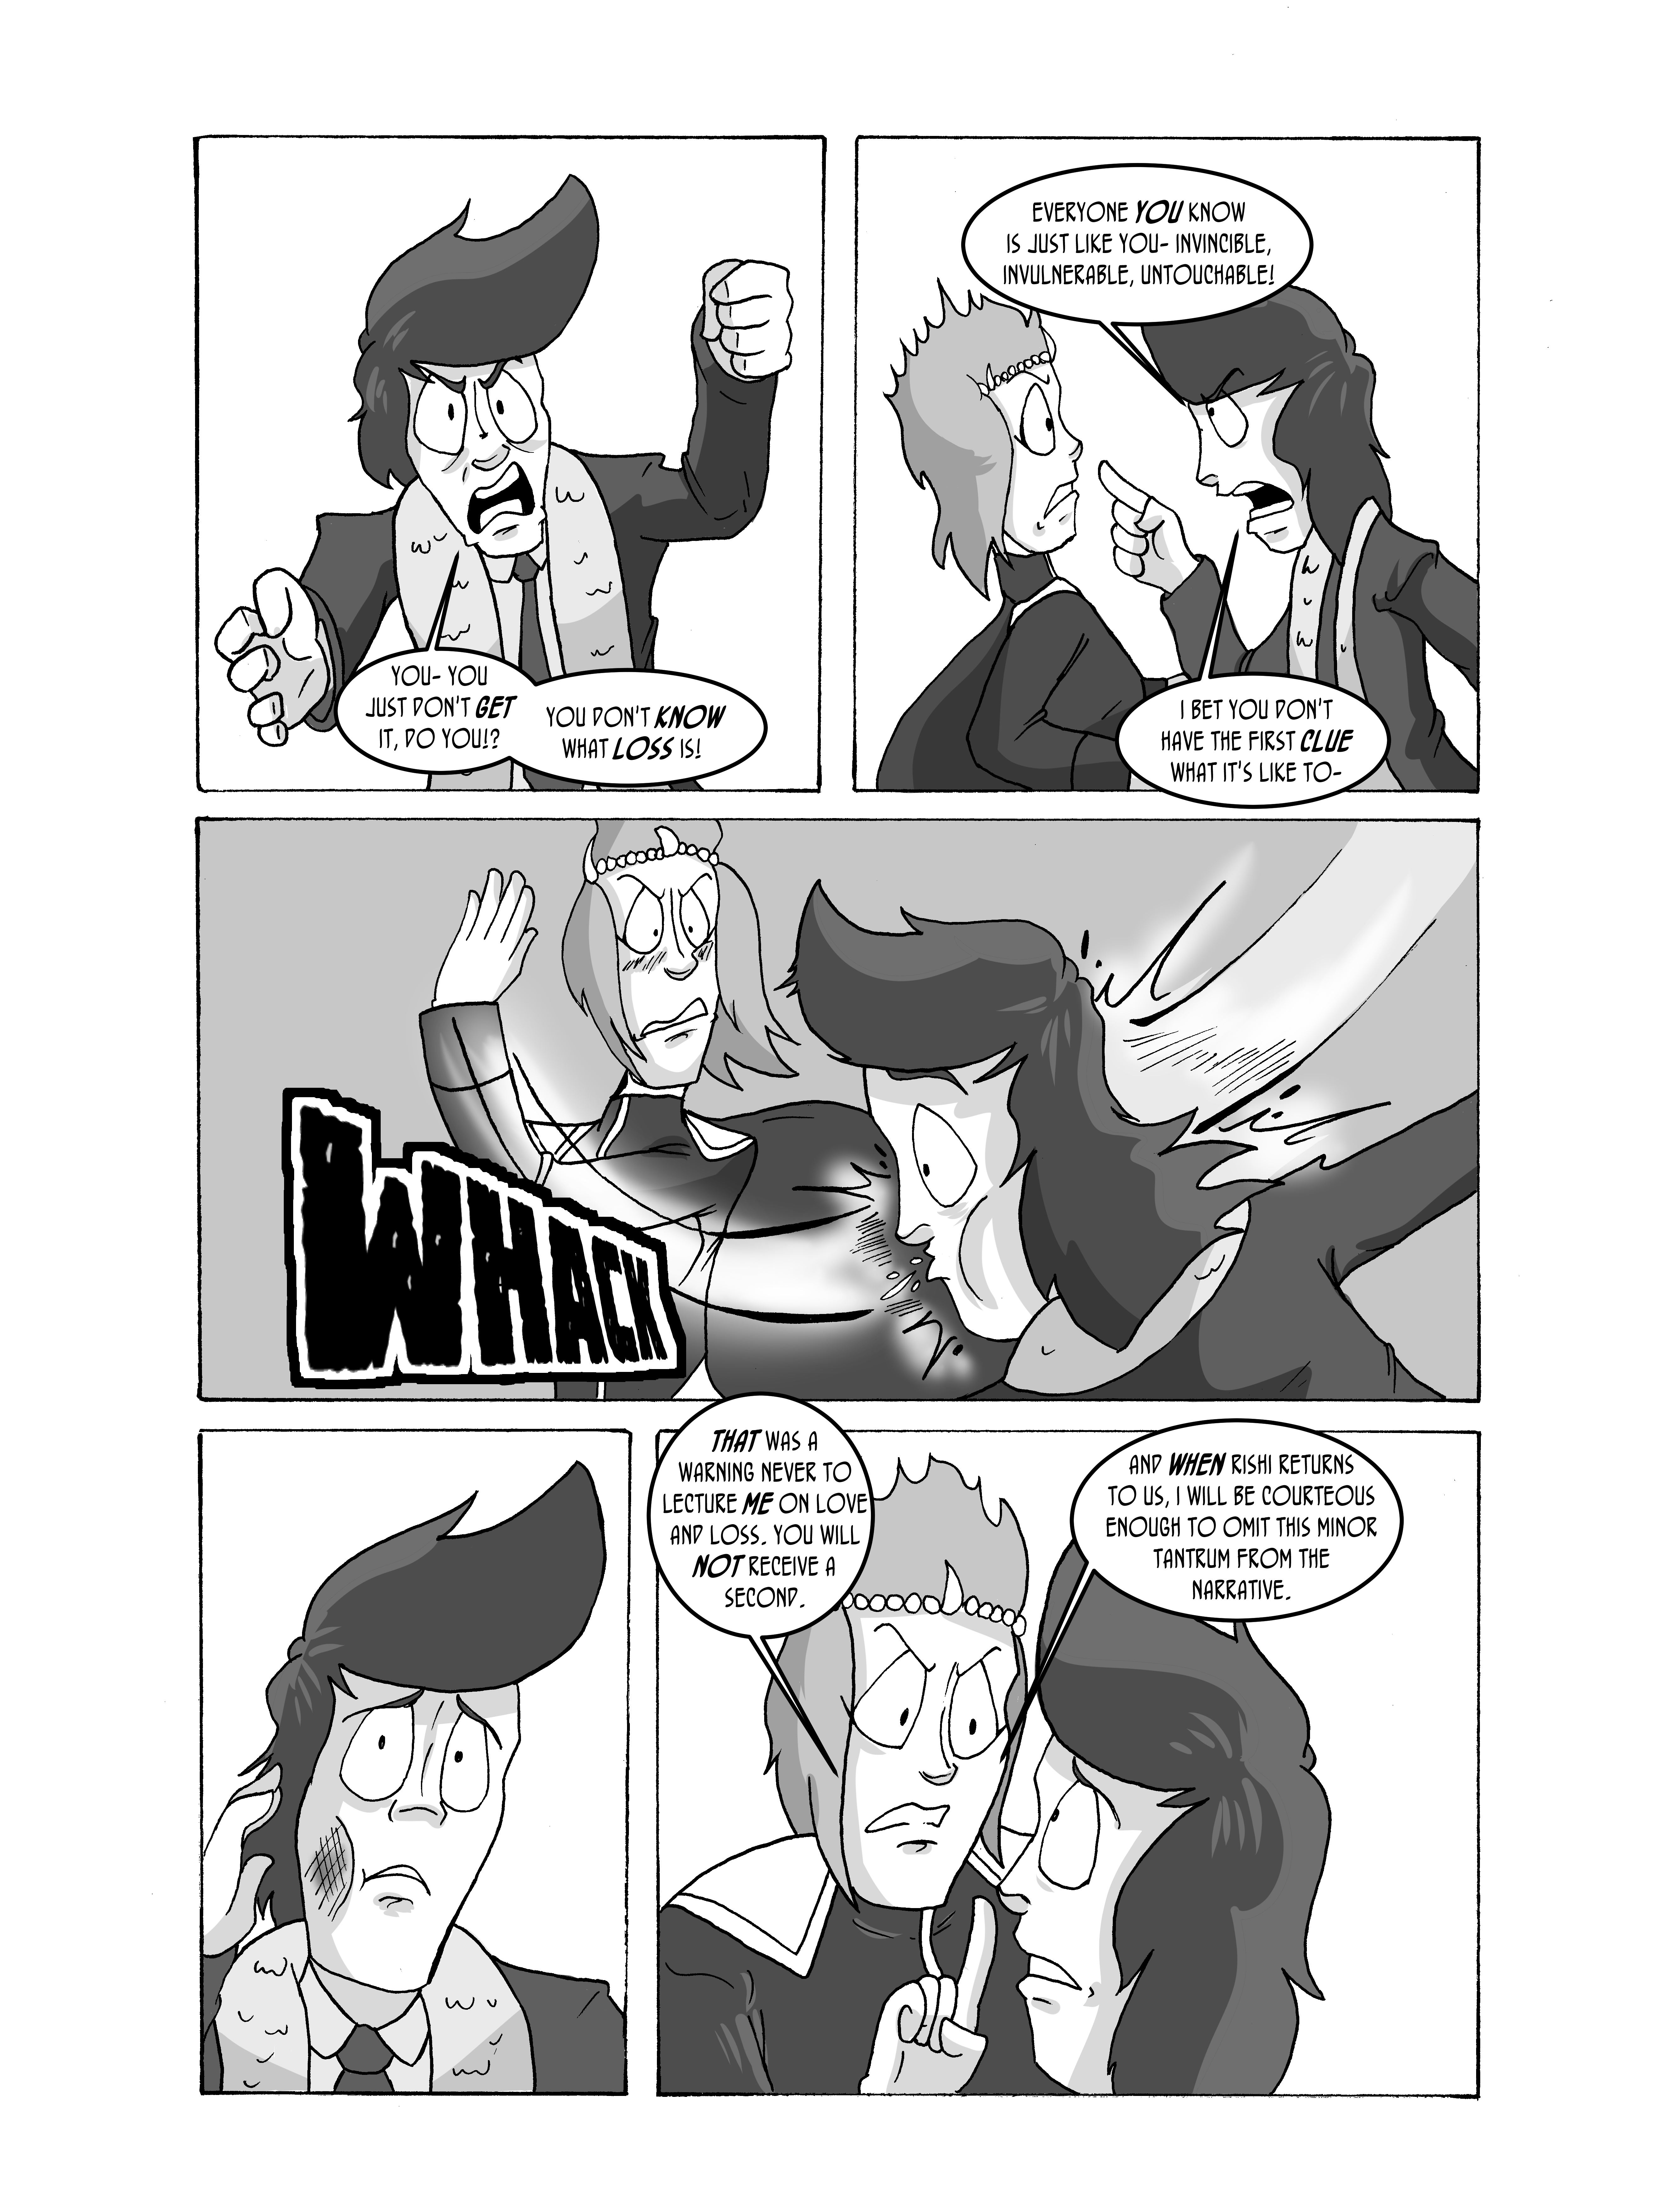 YOU- YOU
JUST DON'T GET
IT, DO YOU!?
YOU DON'T KNOW
WHAT LOSS IS!
EVERYONE YOU KNOW
IS JUST LIKE YOU- INVINCIBLE,
INVULNERABLE, UNTOUCHABLE!
I BET YOU DON'T
HAVE THE FIRST CLUE
WHAT IT'S LIKE TO-
WHACK
THAT WAS A
WARNING NEVER TO
LECTURE ME ON LOVE
AND LOSS. YOU WILL
NOT RECEIVE A
SECOND.
AND WHEN RISHI RETURNS
TO US, I WILL BE COURTEOUS
ENOUGH TO OMIT THIS MINOR
TANTRUM FROM THE
NARRATIVE.